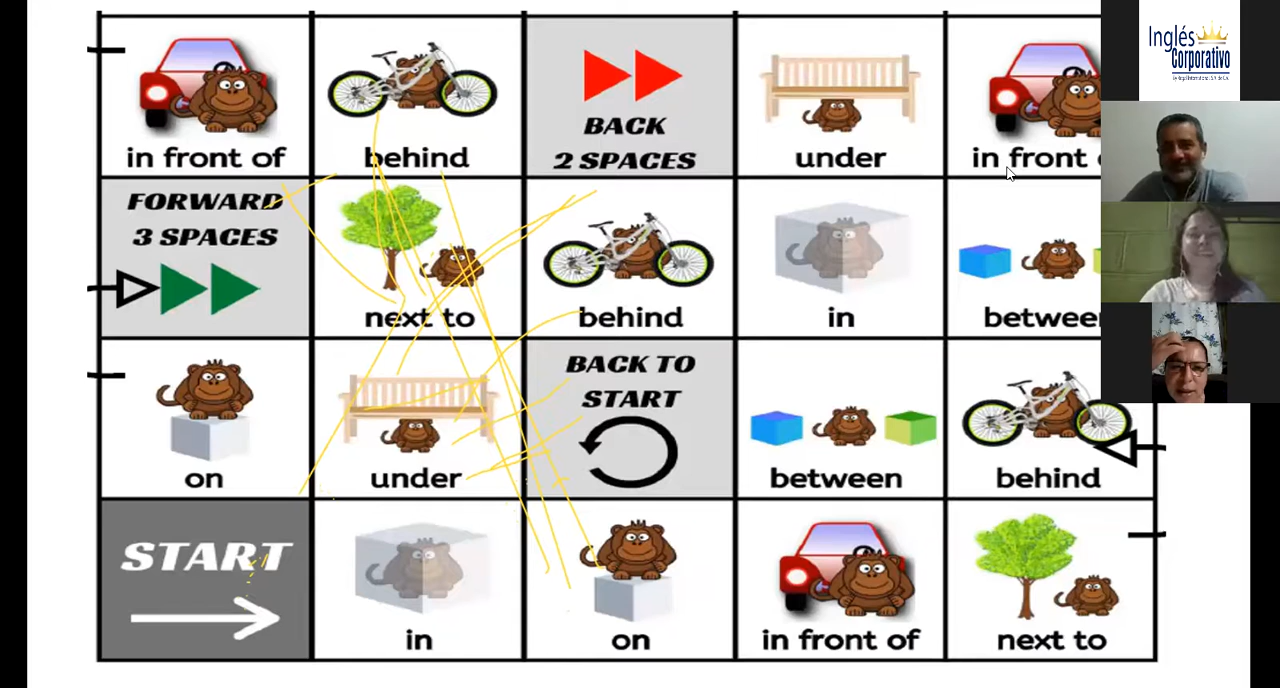 in front of
behind
BACK
2 SPACES
under
in front
FORWARD
3 SPACES
next to
behind
in
between
on
under
BACK TO
START
between
behind
START
in
on
in front of
next to
Inglés
Corporativo